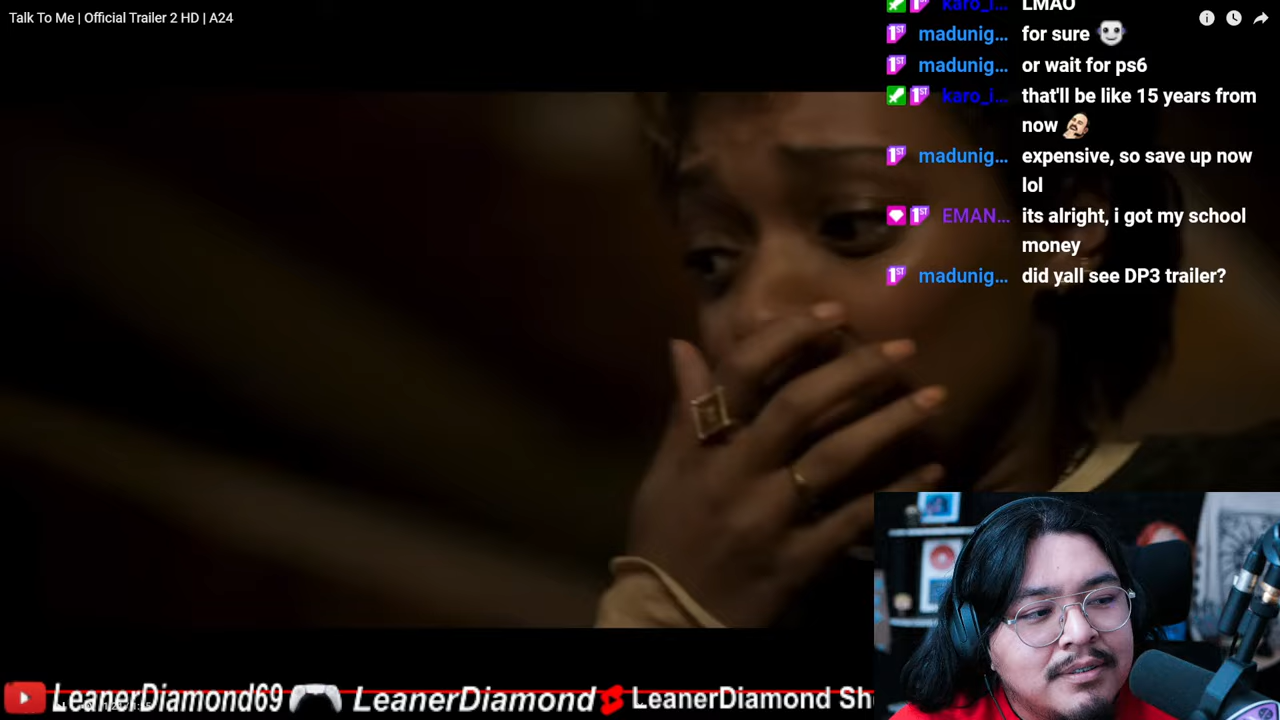 Talk To Me | Official Trailer 2 HD | A24
karo_i... LMAO
madunig... for sure
madunig... or wait for ps6
karo_i... that'll be like 15 years from
now
madunig... expensive, so save up now
lol
EMAN... its alright, i got my school
money
madunig... did yall see DP3 trailer?
LeanerDiamond69 LeanerDiamond LeanerDiamond Sh